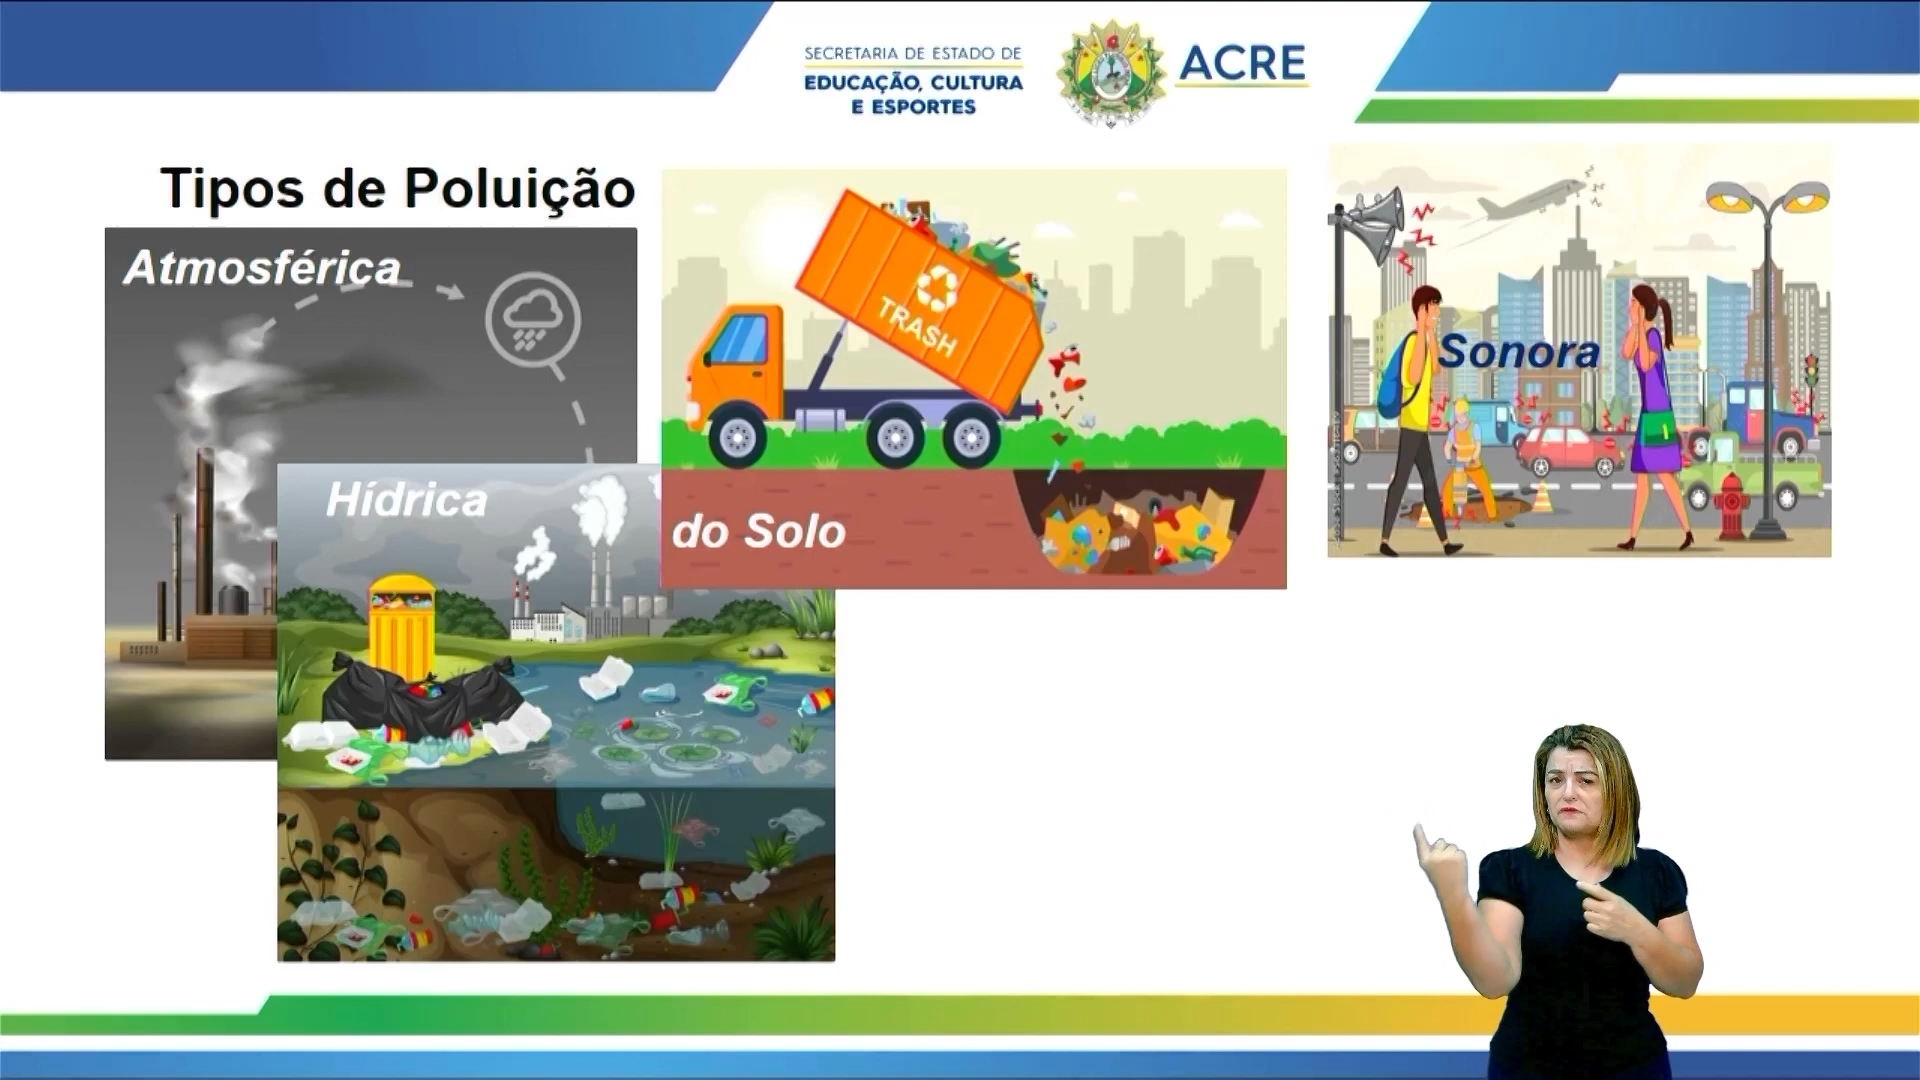 SECRETARIA DE ESTADO DE
EDUCAÇÃO, CULTURA
E ESPORTES
ACRE
Tipos de Poluição
Atmosférica
Hídrica
TRASH
do Solo
Sonora